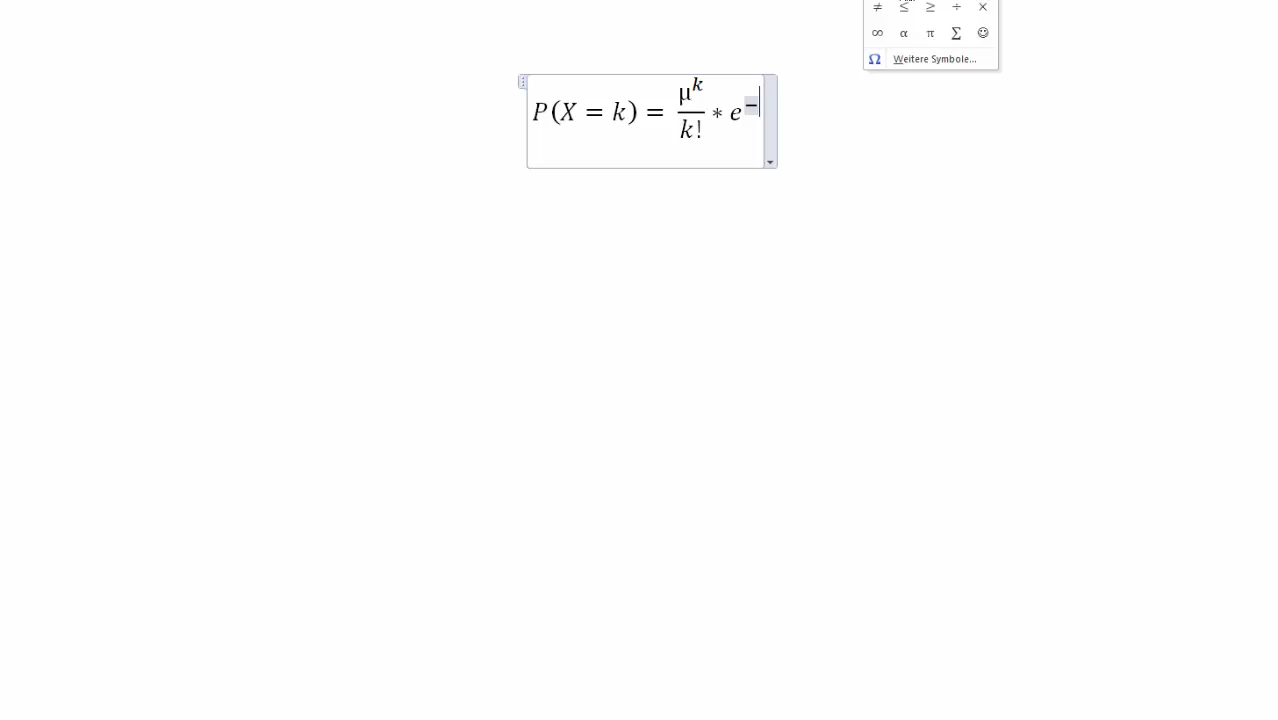 ≠ ≤ ≥ ÷ ×
∞ α π Σ ☺
Ω Weitere Symbole...
P(X = k) = μ^k/k! * e^−